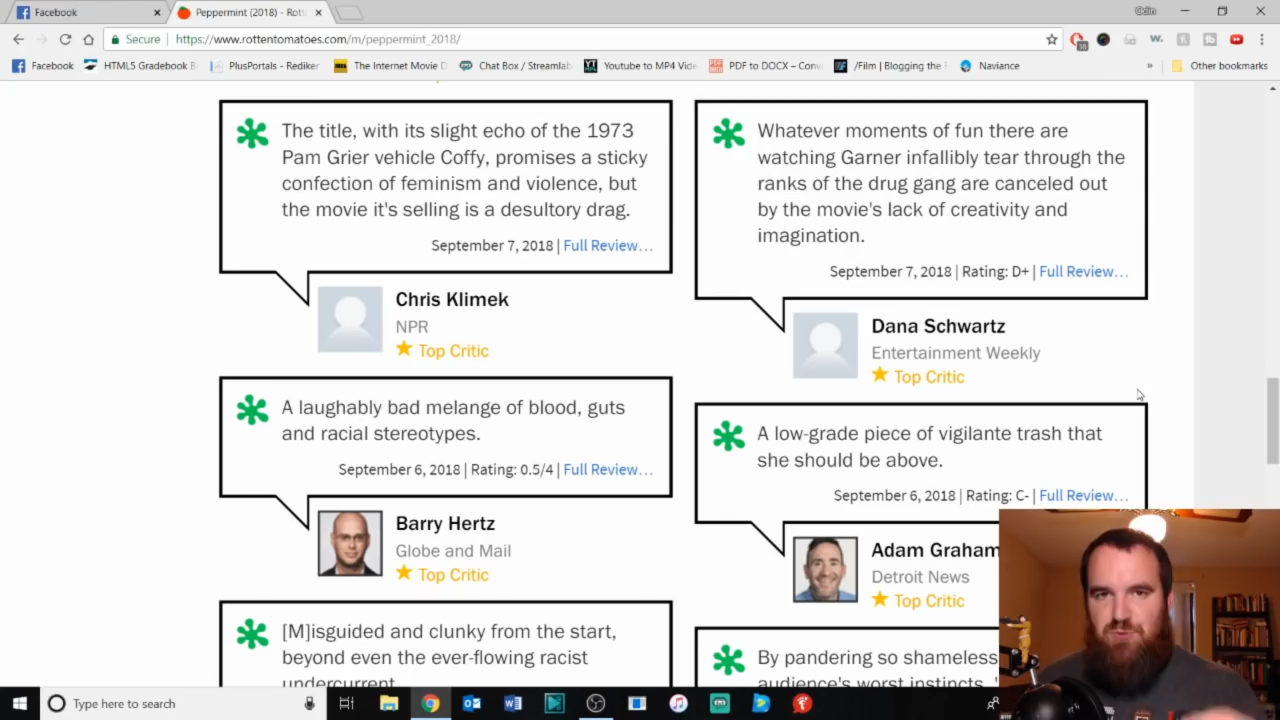 Facebook
Peppermint (2018) - Rott
Odin
Secure
https://www.rottentomatoes.com/m/peppermint_2018/
38
w.
Facebook
HTML5 Gradebook
PlusPortals - Rediker
The Internet Movie D
Chat Box / Streamlab
Youtube to MP4 Vide
PDF to DOCX – Conv
/Film | Blogging the
Naviance
»
Other bookmarks
The title, with its slight echo of the 1973
Pam Grier vehicle Coffy, promises a sticky
confection of feminism and violence, but
the movie it's selling is a desultory drag.
September 7, 2018 | Full Review…
Chris Klimek
NPR
Top Critic
Whatever moments of fun there are
watching Garner infallibly tear through the
ranks of the drug gang are canceled out
by the movie's lack of creativity and
imagination.
September 7, 2018 | Rating: D+ | Full Review…
Dana Schwartz
Entertainment Weekly
Top Critic
A laughably bad melange of blood, guts
and racial stereotypes.
September 6, 2018 | Rating: 0.5/4 | Full Review…
Barry Hertz
Globe and Mail
Top Critic
A low-grade piece of vigilante trash that
she should be above.
September 6, 2018 | Rating: C- | Full Review…
Adam Graham
Detroit News
Top Critic
[M]isguided and clunky from the start,
beyond even the ever-flowing racist
undercurrent
By pandering so shameless
audience's worst instincts,
Type here to search